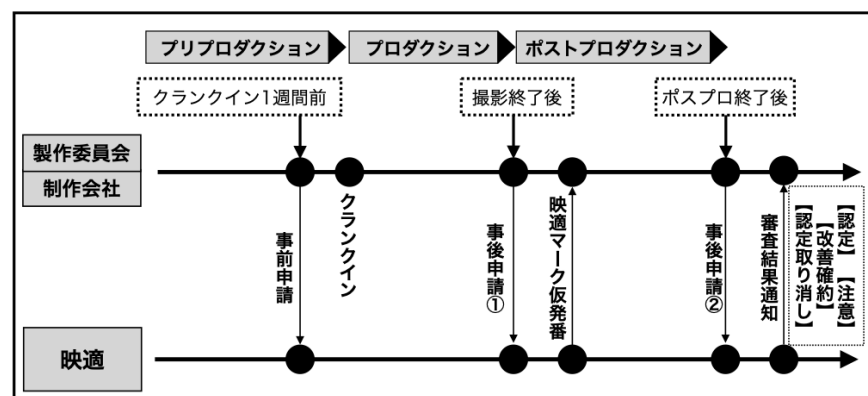 プリプロダクション
プロダクション
ポストプロダクション
クランクイン1週間前
撮影終了後
ポスプロ終了後
製作委員会
制作会社
事前申請
クランクイン
事後申請①
映適マーク仮発番
事後申請②
審査結果通知
【認定】【注意】
【改善確約】
【認定取り消し】
映適